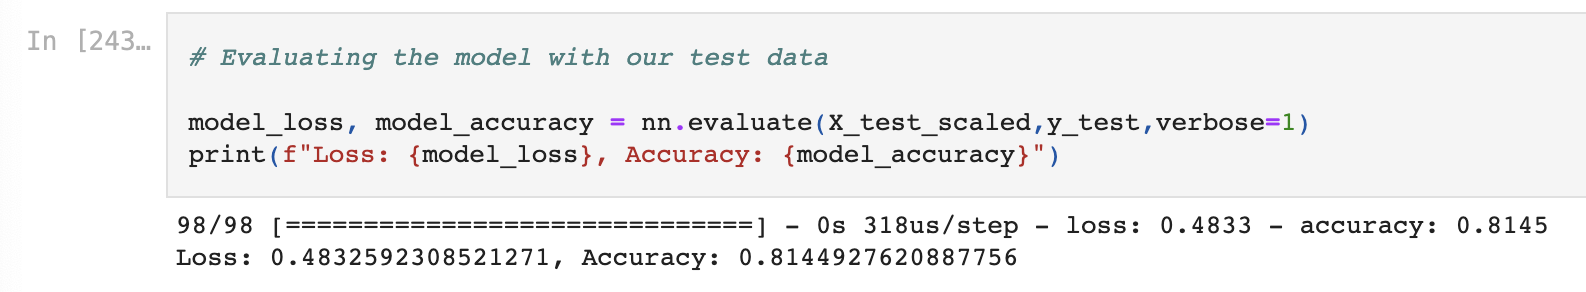 In [243…
# Evaluating the model with our test data
model_loss, model_accuracy = nn.evaluate(X_test_scaled,y_test,verbose=1)
print(f"Loss: {model_loss}, Accuracy: {model_accuracy}")
98/98 [==============================] - 0s 318us/step - loss: 0.4833 - accuracy: 0.8145
Loss: 0.4832592308521271, Accuracy: 0.8144927620887756